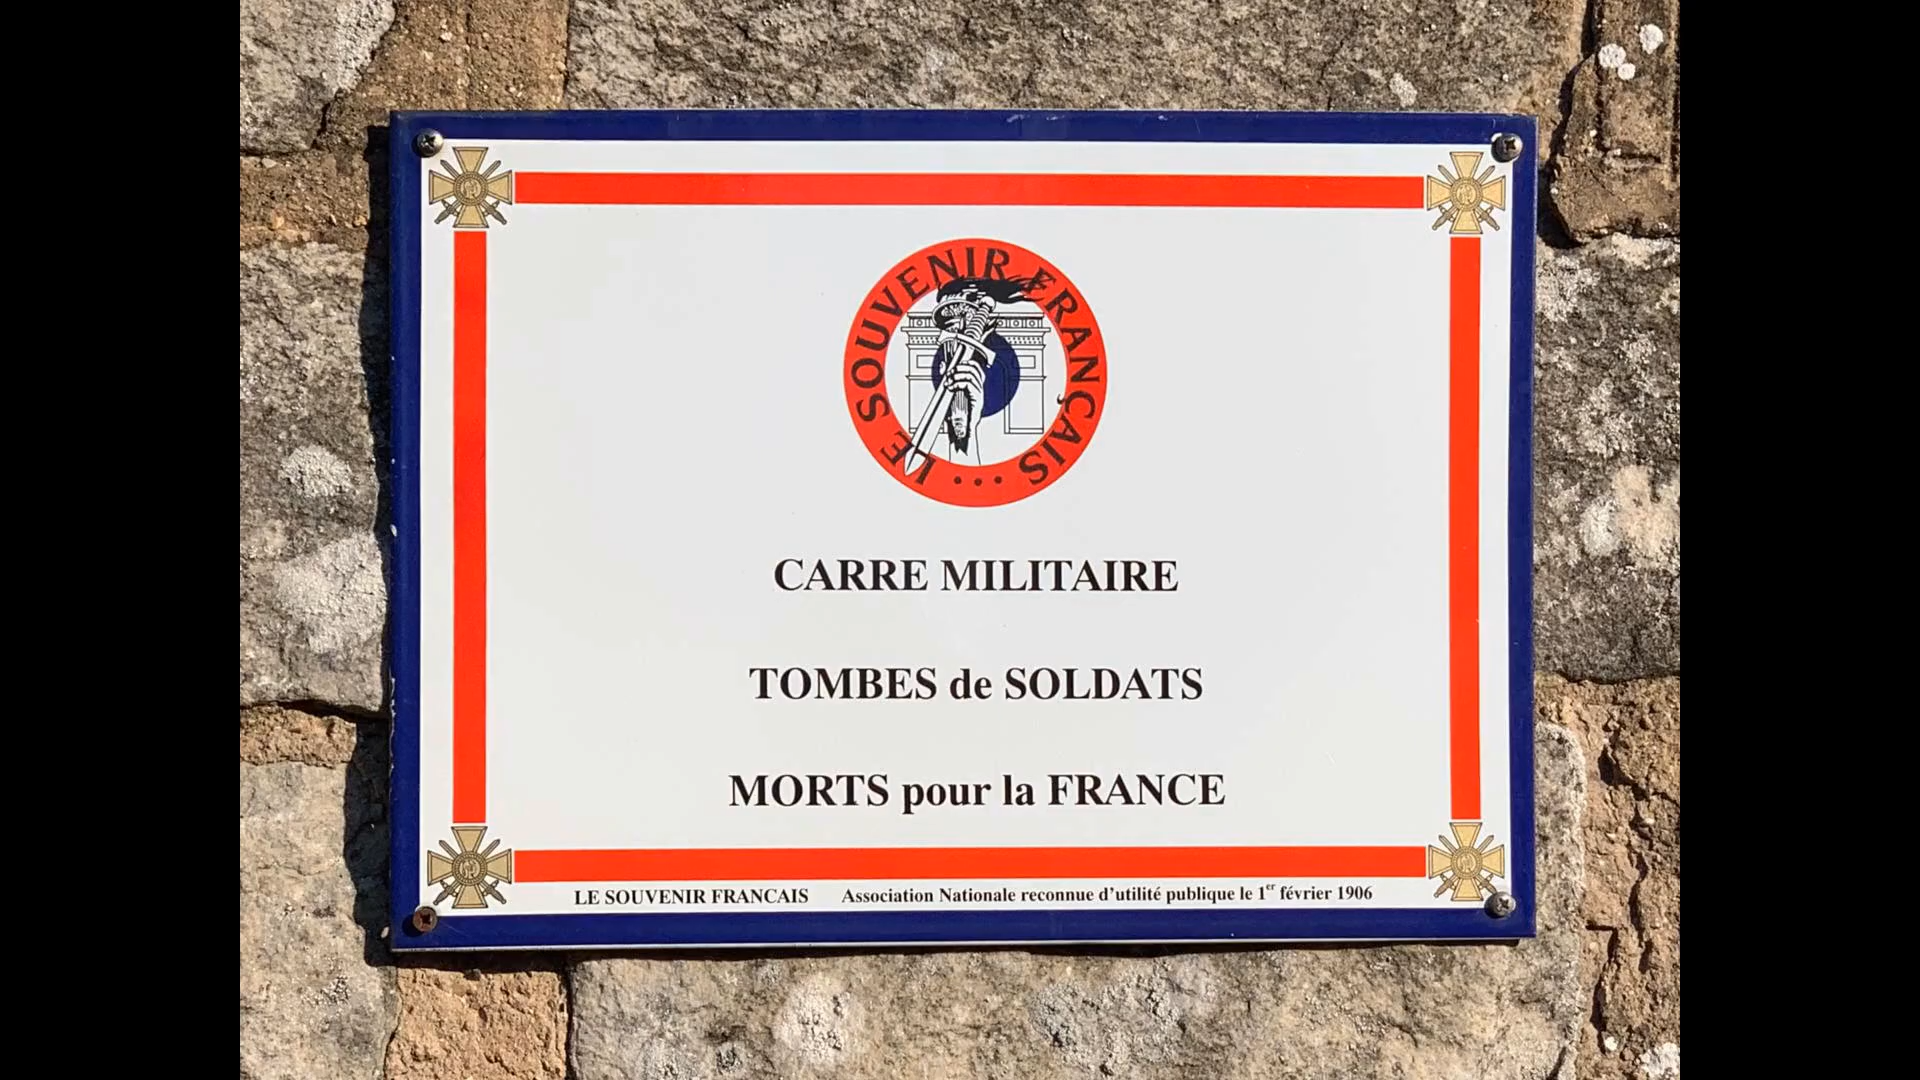 LE SOUVENIR FRANÇAIS ...
CARRE MILITAIRE
TOMBES de SOLDATS
MORTS pour la FRANCE
LE SOUVENIR FRANCAIS Association Nationale reconnue d'utilité publique le 1er février 1906